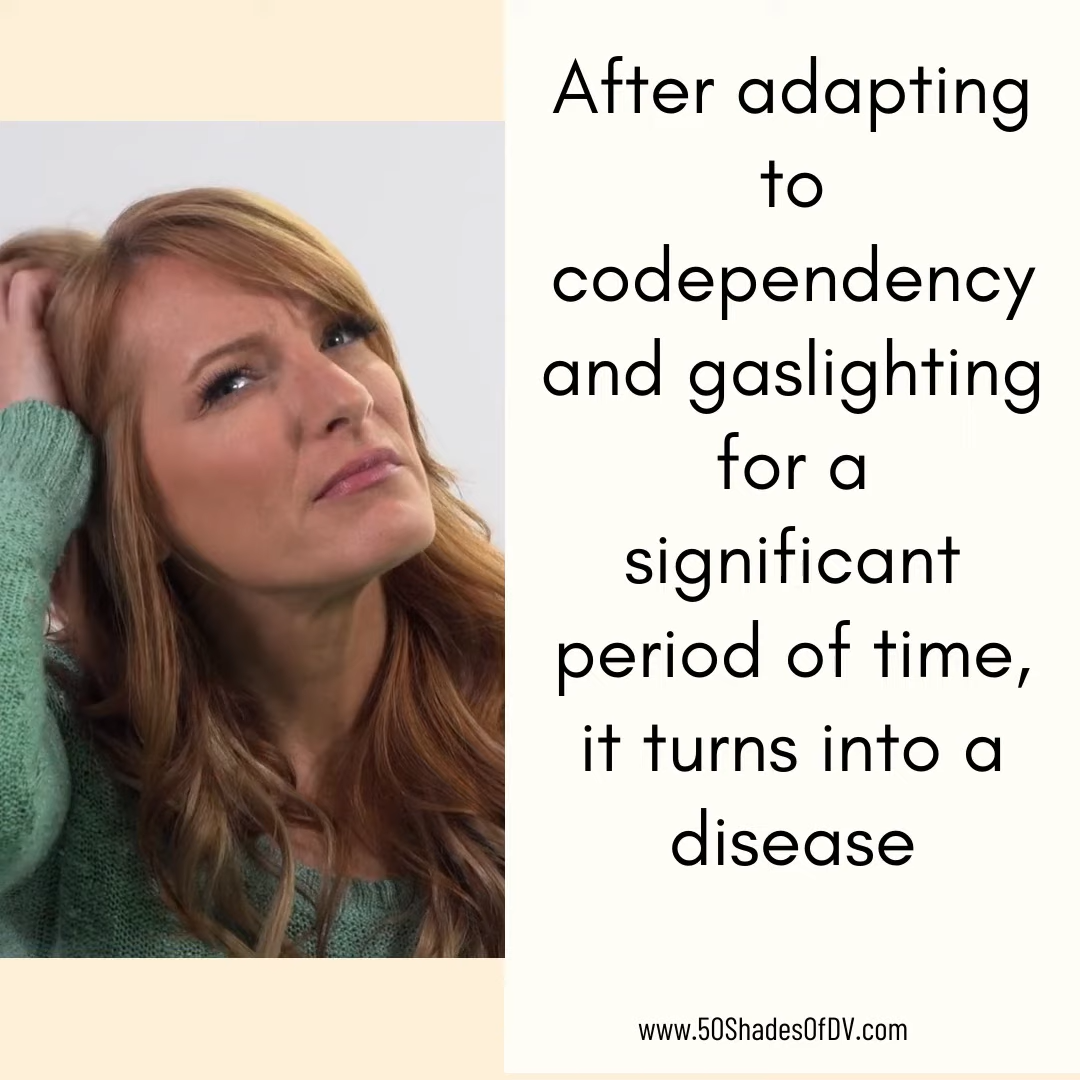 After adapting
to
codependency
and gaslighting
for a
significant
period of time,
it turns into a
disease
www.50ShadesOfDV.com